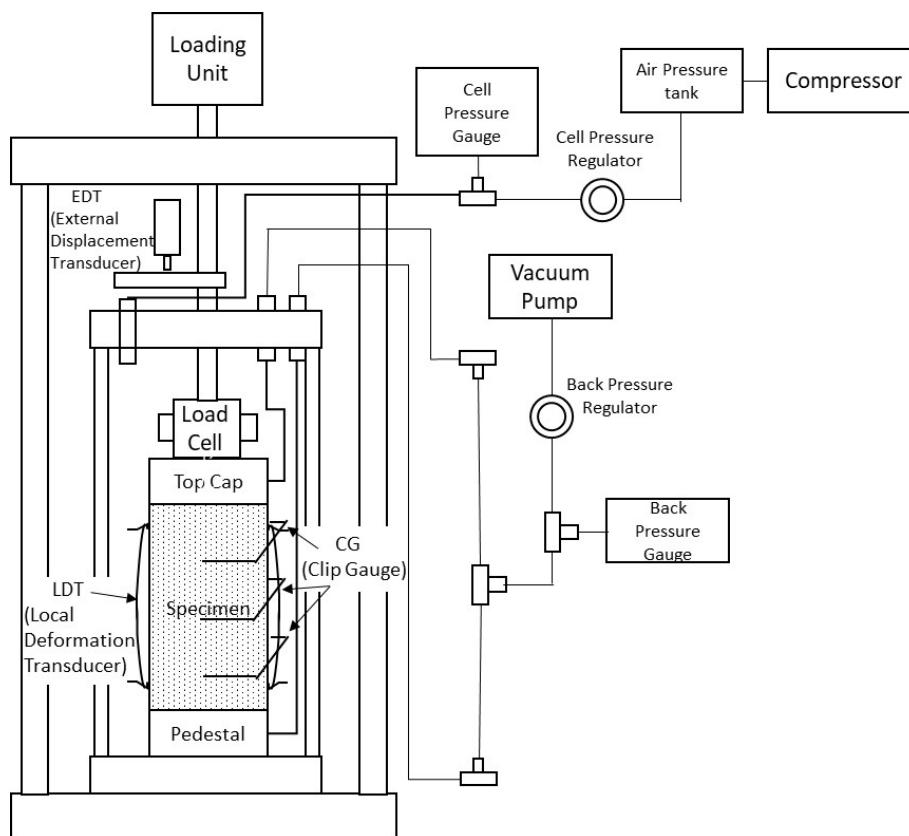 Loading
Unit
Cell
Pressure
Gauge
Air Pressure
tank
Compressor
Cell Pressure
Regulator
EDT
(External
Displacement
Transducer)
Vacuum
Pump
Back Pressure
Regulator
Load
Cell
Top Cap
Back
Pressure
Gauge
CG
(Clip Gauge)
LDT
(Local
Deformation
Transducer)
Specimen
Pedestal